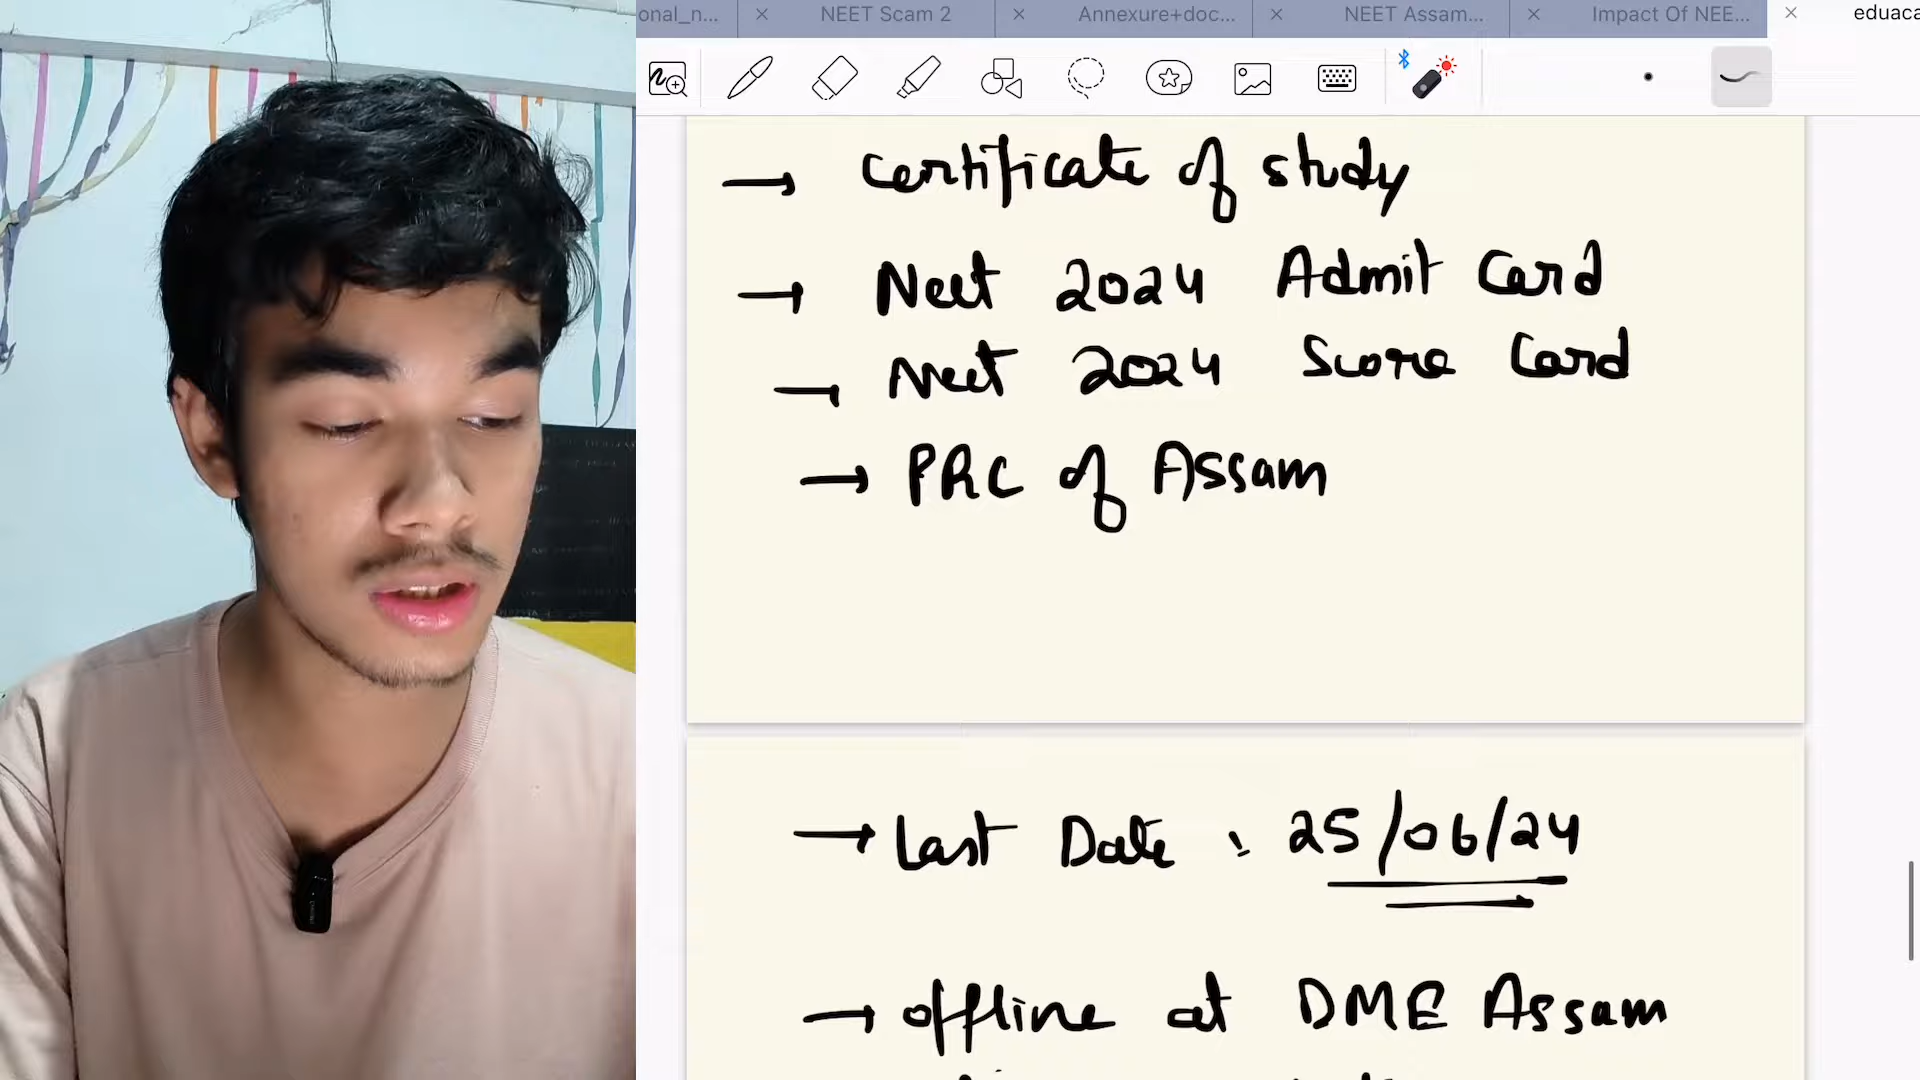 onal_n... NEET Scam 2 Annexure+doc... NEET Assam... Impact Of NEE... eduaca
→ Certificate of study
→ Neet 2024 Admit Card
→ Neet 2024 Score Card
→ PRC of Assam
→ Last Date : 25/06/24
→ offline at DME Assam